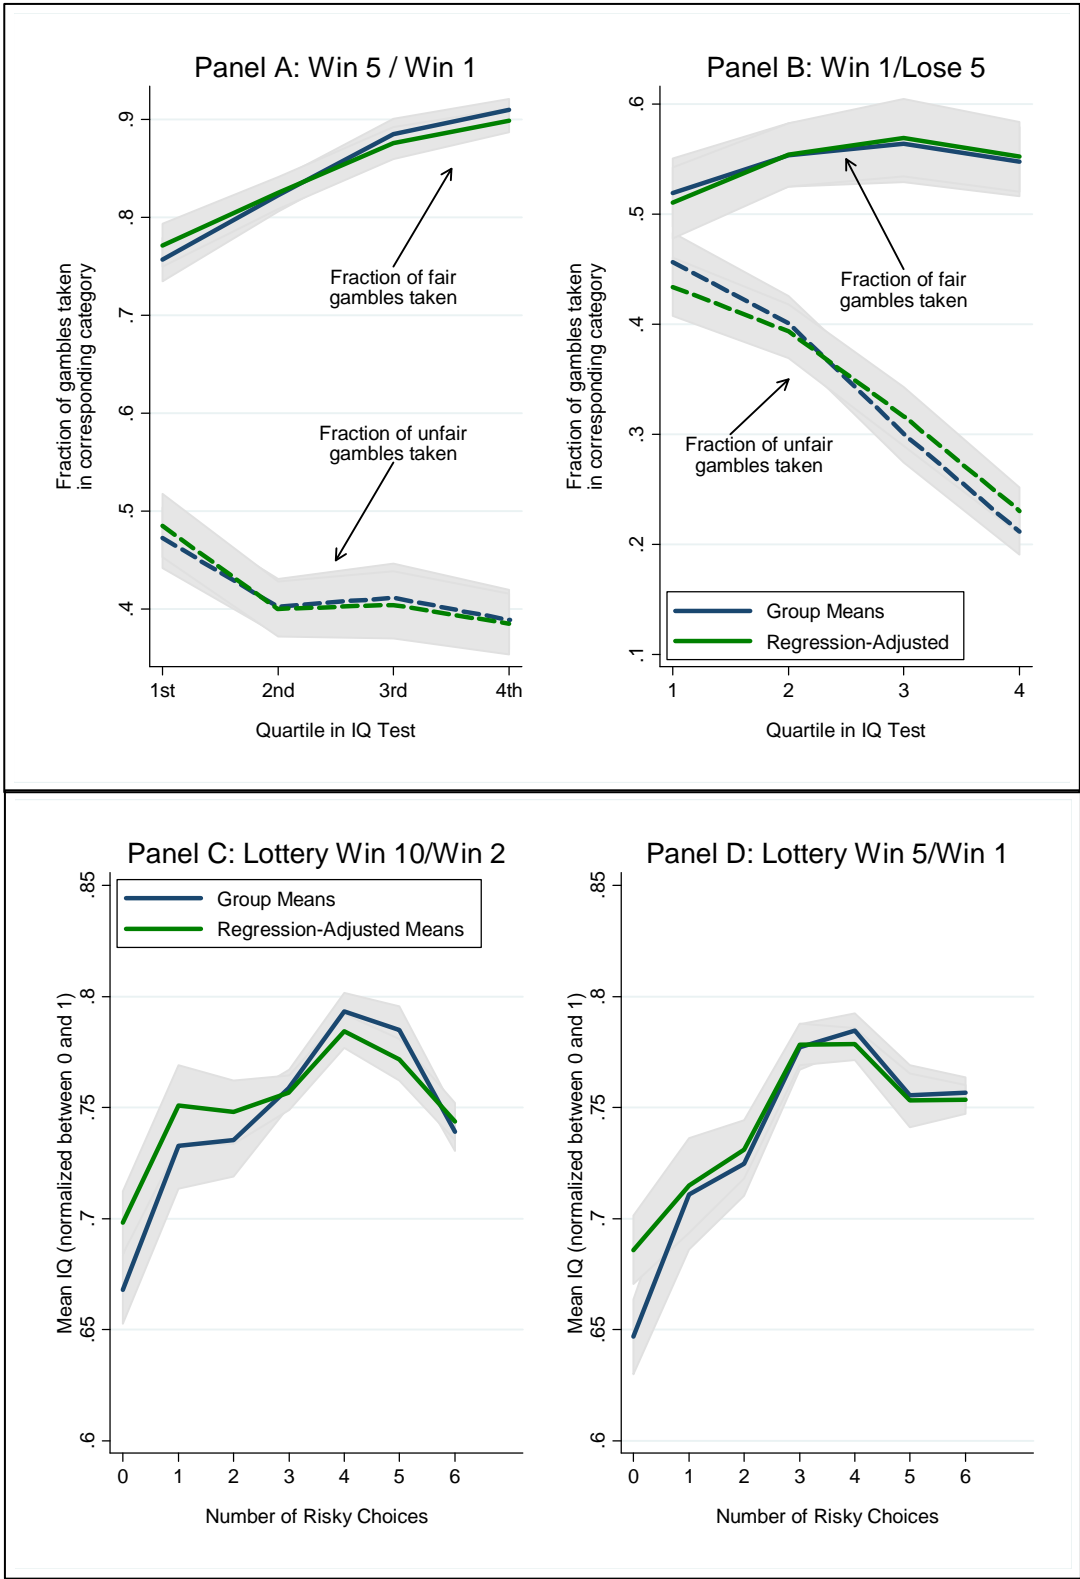 Panel A: Win 5 / Win 1
Fraction of gambles taken
in corresponding category
.9
.8
.7
.6
.5
.4
Fraction of fair
gambles taken
Fraction of unfair
gambles taken
1st 2nd 3rd 4th
Quartile in IQ Test
Panel B: Win 1/Lose 5
Fraction of gambles taken
in corresponding category
.6
.5
.4
.3
.2
.1
Fraction of fair
gambles taken
Fraction of unfair
gambles taken
Group Means
Regression-Adjusted
1 2 3 4
Quartile in IQ Test
Panel C: Lottery Win 10/Win 2
Group Means
Regression-Adjusted Means
Mean IQ (normalized between 0 and 1)
.85
.8
.75
.7
.65
.6
0 1 2 3 4 5 6
Number of Risky Choices
Panel D: Lottery Win 5/Win 1
Mean IQ (normalized between 0 and 1)
.85
.8
.75
.7
.65
.6
0 1 2 3 4 5 6
Number of Risky Choices